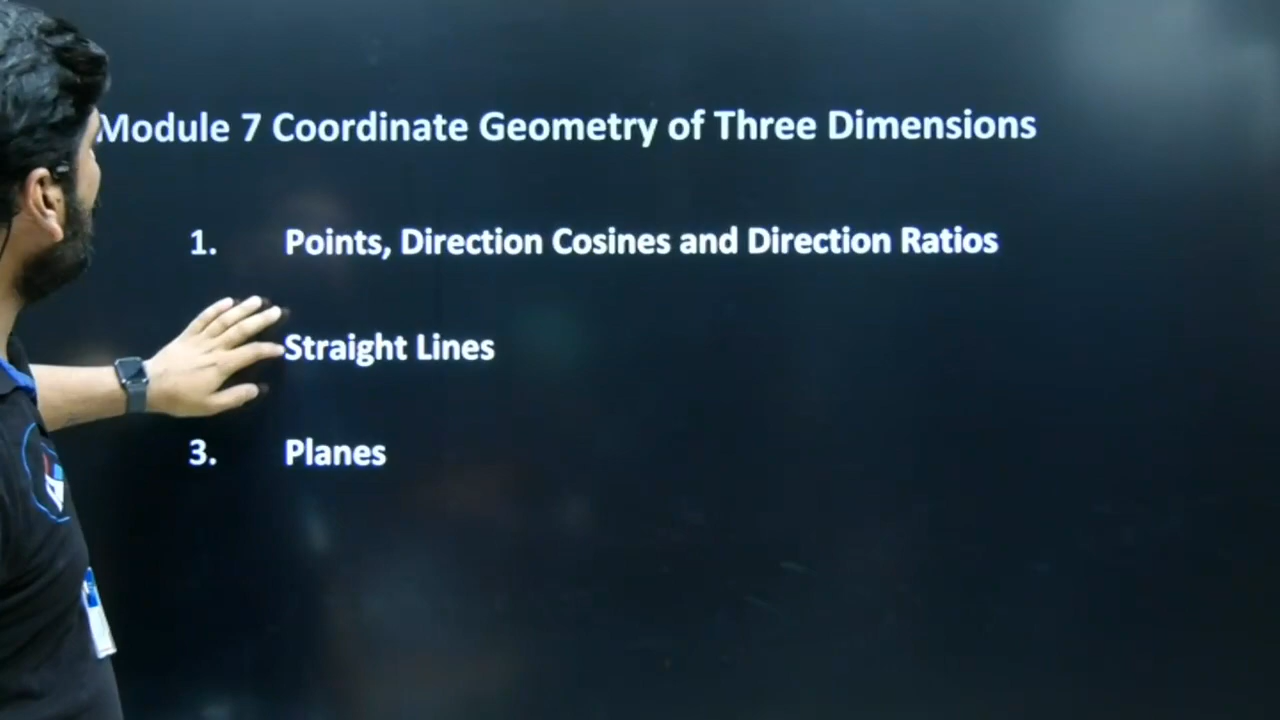 Module 7 Coordinate Geometry of Three Dimensions
1. Points, Direction Cosines and Direction Ratios
Straight Lines
3. Planes